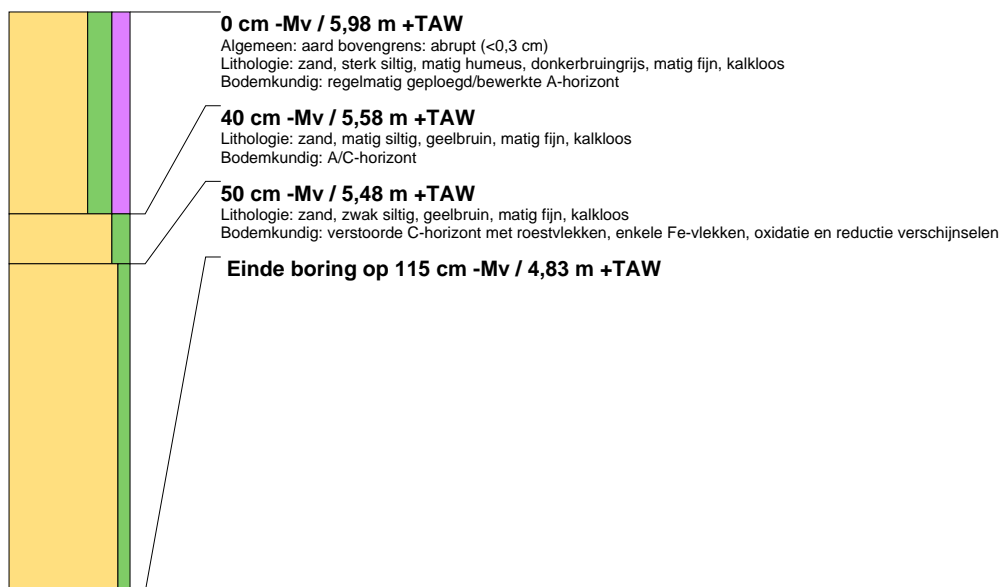 0 cm -Mv / 5,98 m +TAW
Algemeen: aard bovengrens: abrupt (<0,3 cm)
Lithologie: zand, sterk siltig, matig humeus, donkerbruingrijs, matig fijn, kalkloos
Bodemkundig: regelmatig geploegd/bewerkte A-horizont
40 cm -Mv / 5,58 m +TAW
Lithologie: zand, matig siltig, geelbruin, matig fijn, kalkloos
Bodemkundig: A/C-horizont
50 cm -Mv / 5,48 m +TAW
Lithologie: zand, zwak siltig, geelbruin, matig fijn, kalkloos
Bodemkundig: verstoorde C-horizont met roestvlekken, enkele Fe-vlekken, oxidatie en reductie verschijnselen
Einde boring op 115 cm -Mv / 4,83 m +TAW